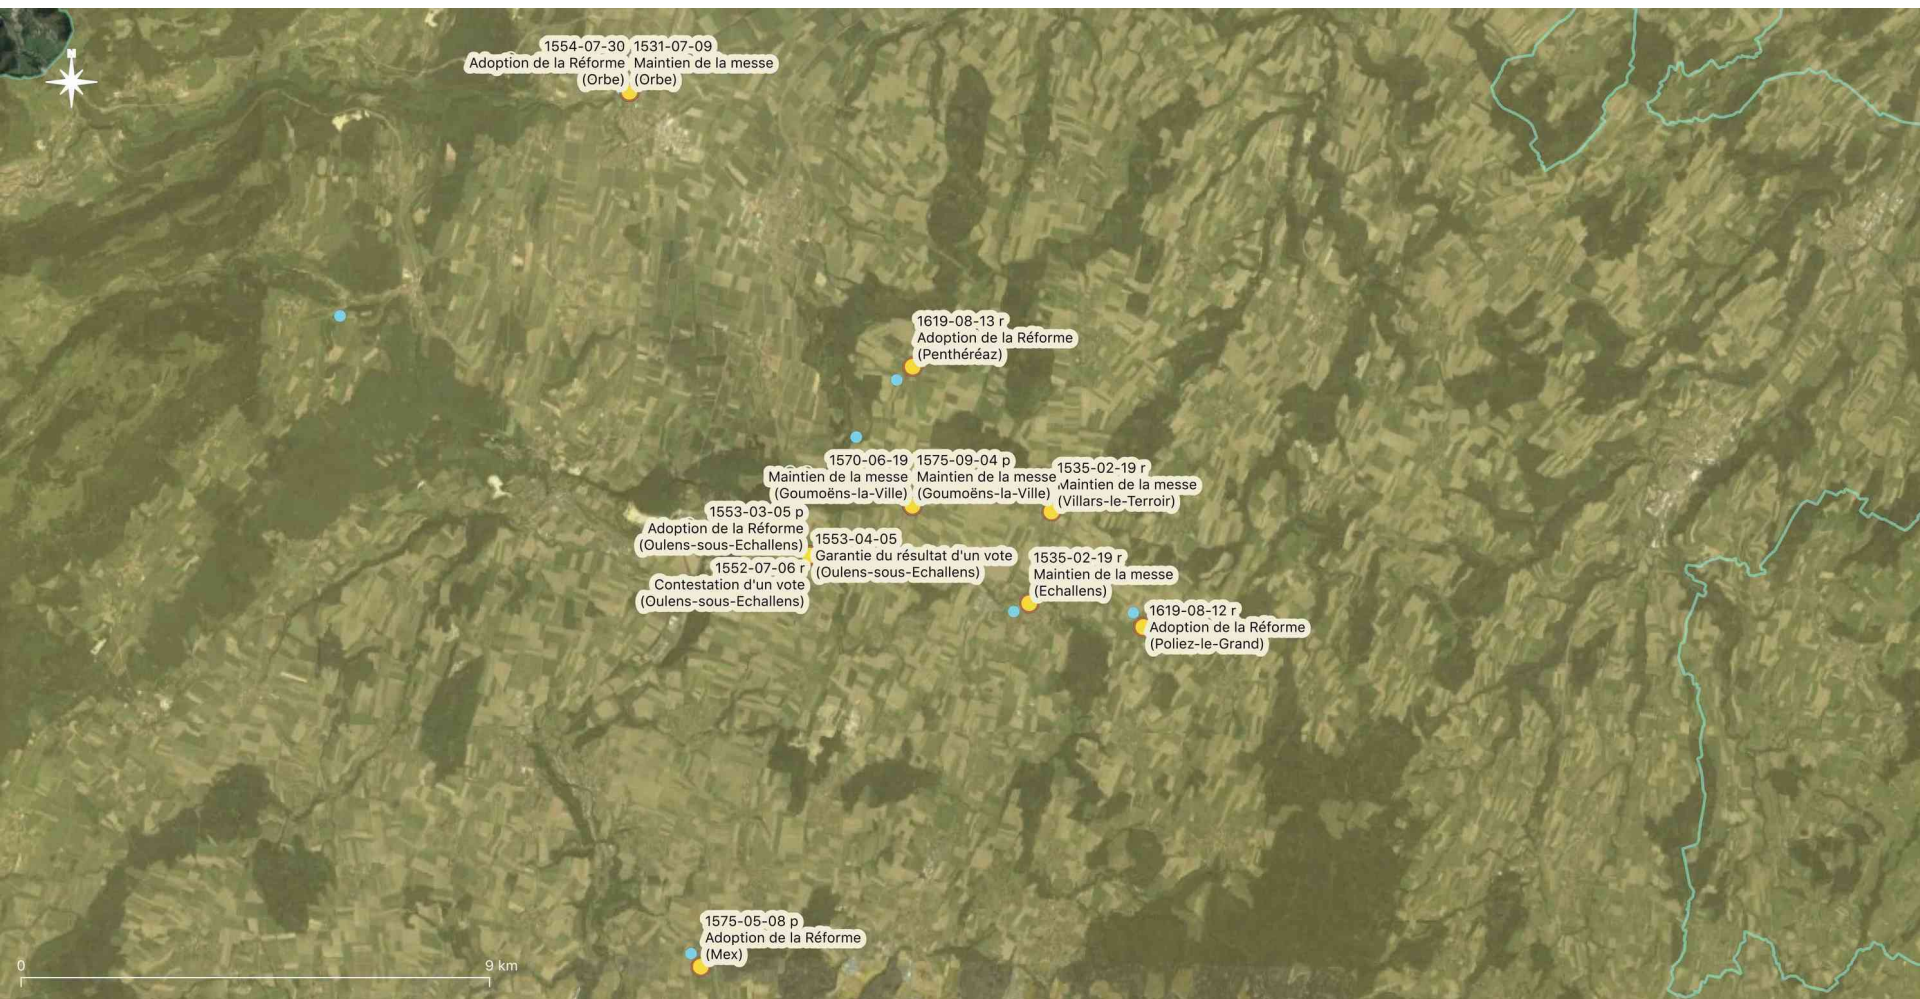 N
1554-07-30
Adoption de la Réforme
(Orbe)
1531-07-09
Maintien de la messe
(Orbe)
1619-08-13 r
Adoption de la Réforme
(Penthéréaz)
1570-06-19
Maintien de la messe
(Goumoëns-la-Ville)
1575-09-04 p
Maintien de la messe
(Goumoëns-la-Ville)
1535-02-19 r
Maintien de la messe
(Villars-le-Terroir)
1553-03-05 p
Adoption de la Réforme
(Oulens-sous-Echallens)
1553-04-05
Garantie du résultat d'un vote
(Oulens-sous-Echallens)
1552-07-06 r
Contestation d'un vote
(Oulens-sous-Echallens)
1535-02-19 r
Maintien de la messe
(Echallens)
1619-08-12 r
Adoption de la Réforme
(Poliez-le-Grand)
1575-05-08 p
Adoption de la Réforme
(Mex)
0 9 km